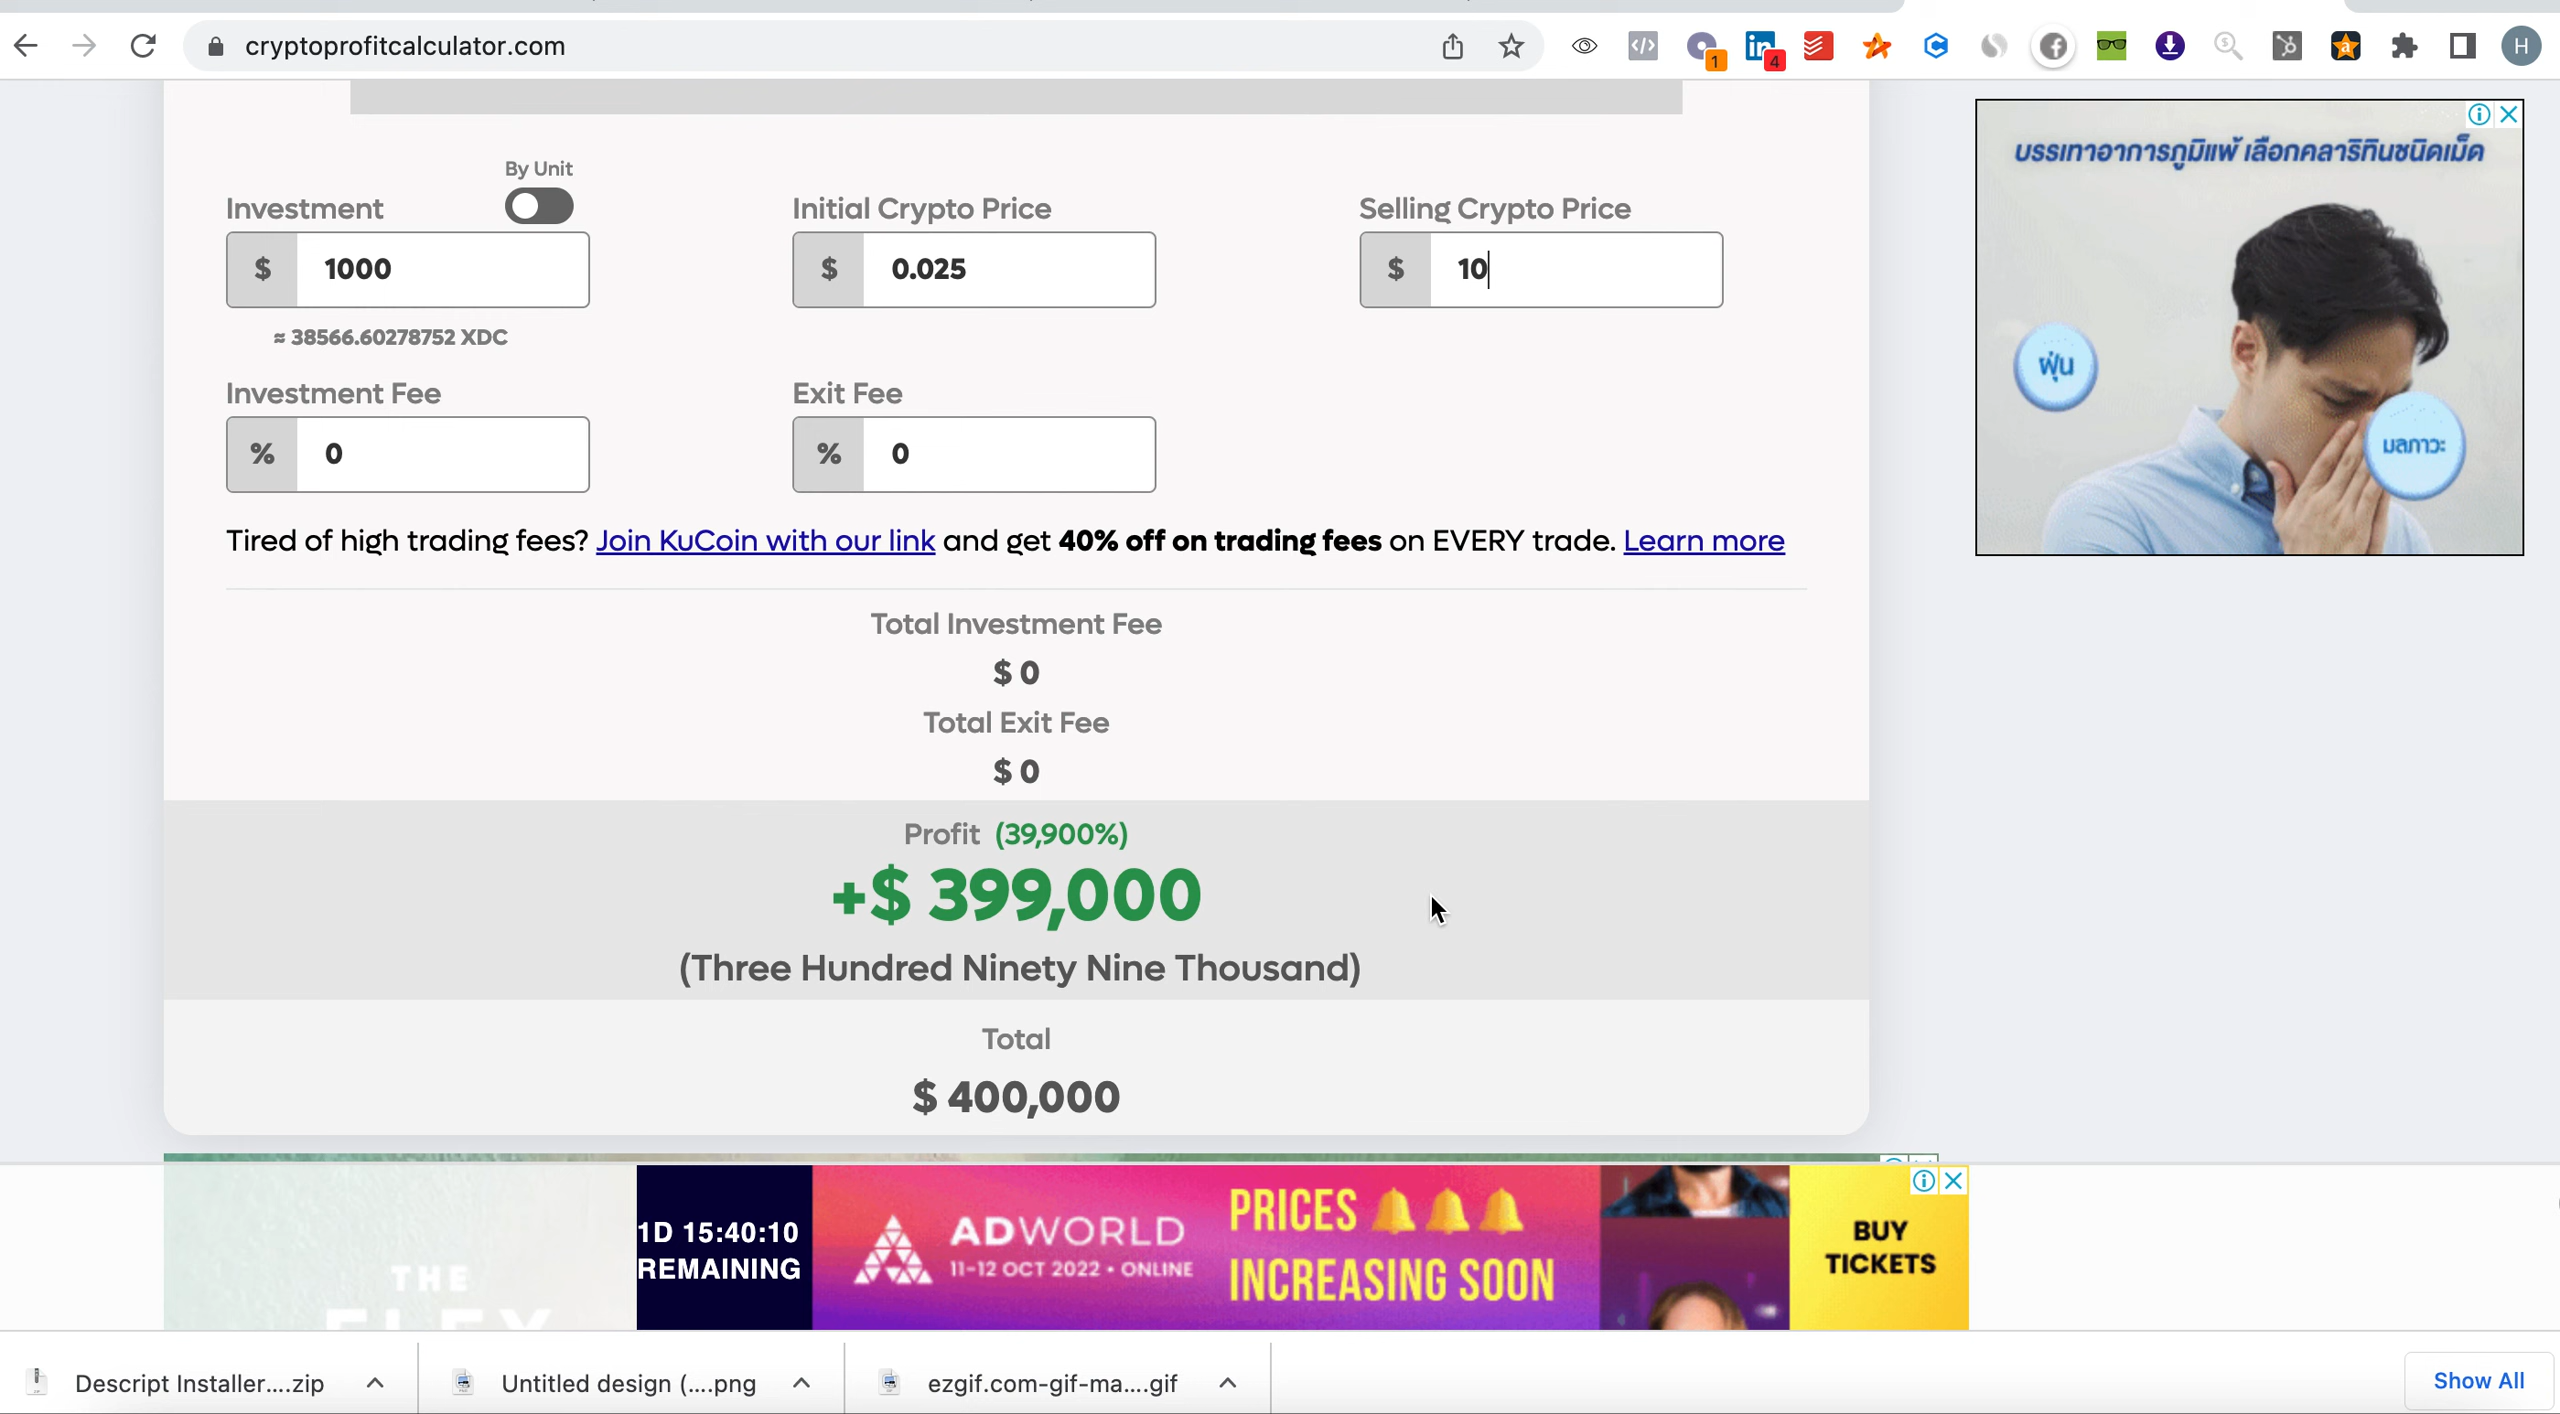 cryptoprofitcalculator.com
1
4
H
By Unit
Investment
Initial Crypto Price
Selling Crypto Price
$ 1000
$ 0.025
$ 10
≈ 38566.60278752 XDC
Investment Fee
Exit Fee
% 0
% 0
Tired of high trading fees? Join KuCoin with our link and get 40% off on trading fees on EVERY trade. Learn more
Total Investment Fee
$ 0
Total Exit Fee
$ 0
Profit (39,900%)
+$ 399,000
(Three Hundred Ninety Nine Thousand)
Total
$ 400,000
บรรเทาอาการภูมิแพ้ เลือกคลาริทินชนิดเม็ด
ฝุ่น
มลภาวะ
THE
FLEX
1D 15:40:10
REMAINING
ADWORLD
11-12 OCT 2022 • ONLINE
PRICES
INCREASING SOON
BUY
TICKETS
Descript Installer....zip
Untitled design (....png
ezgif.com-gif-ma....gif
Show All